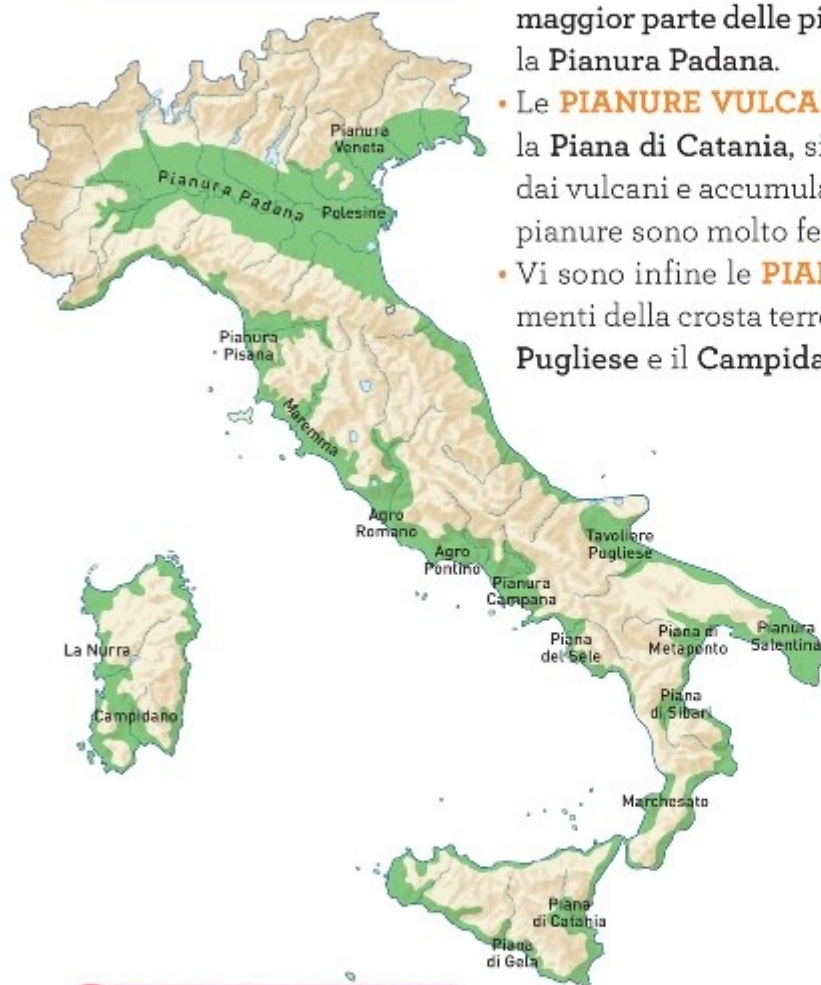 maggior parte delle pi
la Pianura Padana.
• Le PIANURE VULCA
la Piana di Catania, si
dai vulcani e accumula
pianure sono molto fe
• Vi sono infine le PIAN
menti della crosta terre
Pugliese e il Campida
Pianura
Veneta
Pianura Padana
Polesine
Pianura
Pisana
Maremma
Agro
Romano
Agro
Pontino
Pianura
Campana
Tavoliere
Pugliese
Piana
del Sele
Piana di
Metaponto
Pianura
Salentina
La Nurra
Campidano
Piana
di Sibari
Marchesato
Piana
di Catania
Piana
di Gela